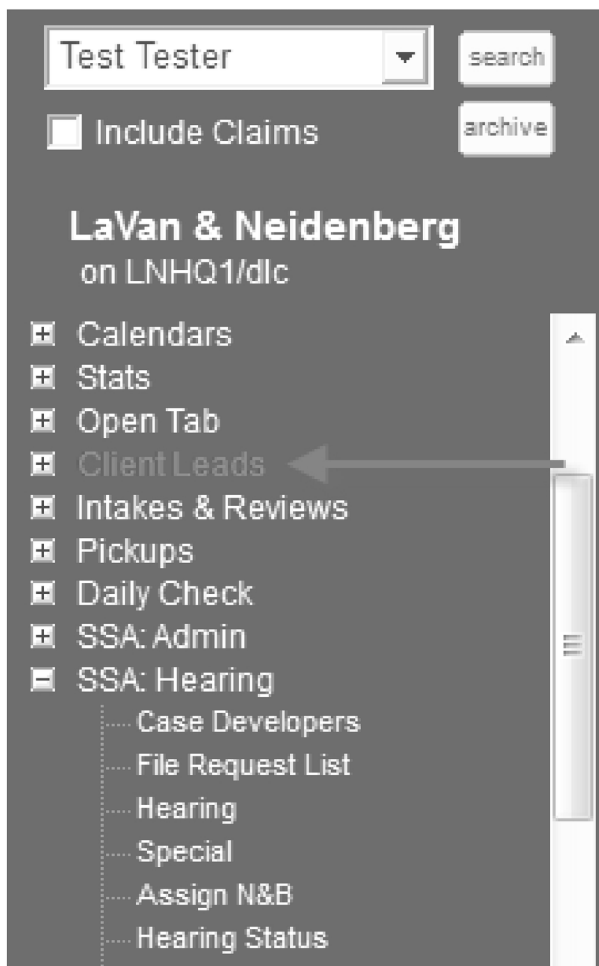 Test Tester
search
Include Claims
archive
LaVan & Neidenberg
on LNHQ1/dlc
Calendars
Stats
Open Tab
Client Leads
Intakes & Reviews
Pickups
Daily Check
SSA: Admin
SSA: Hearing
Case Developers
File Request List
Hearing
Special
Assign N&B
Hearing Status